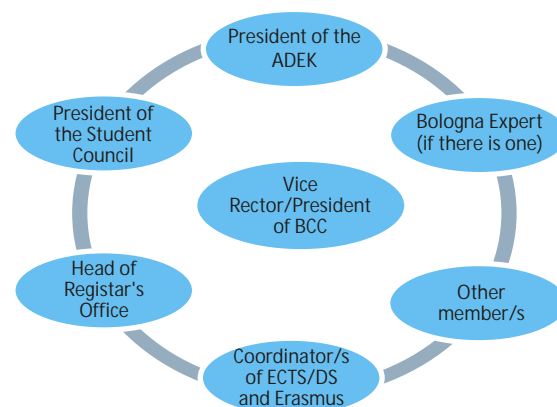 President of the
ADEK
President of
the Student
Council
Bologna Expert
(if there is one)
Vice
Rector/President
of BCC
Head of
Registar's
Office
Other
member/s
Coordinator/s
of ECTS/DS
and Erasmus